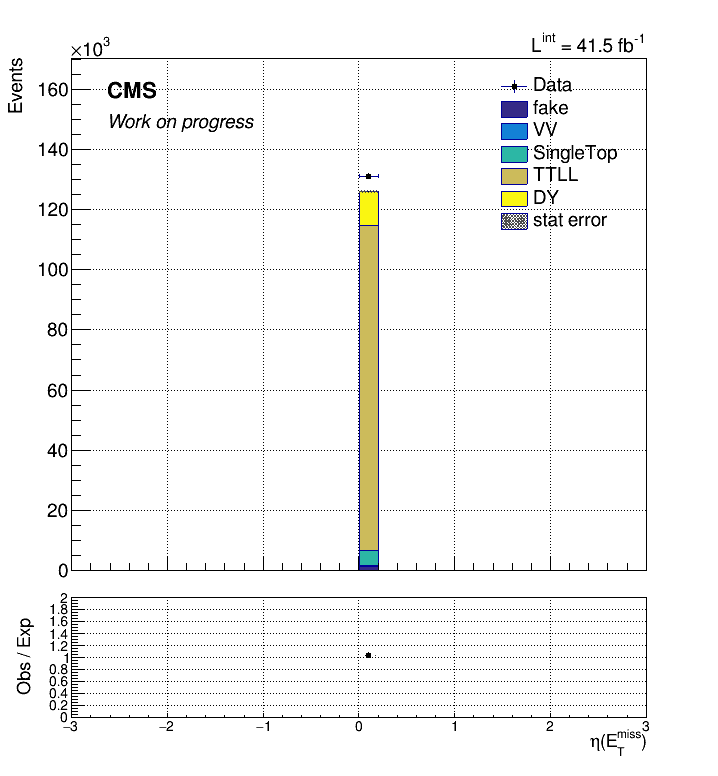 ×10³
L^int = 41.5 fb⁻¹
Events
CMS
Work on progress
Data
fake
VV
SingleTop
TTLL
DY
stat error
160
140
120
100
80
60
40
20
0
Obs / Exp
2
1.8
1.6
1.4
1.2
1
0.8
0.6
0.4
0.2
0
−3 −2 −1 0 1 2 3
η(E_T^miss)